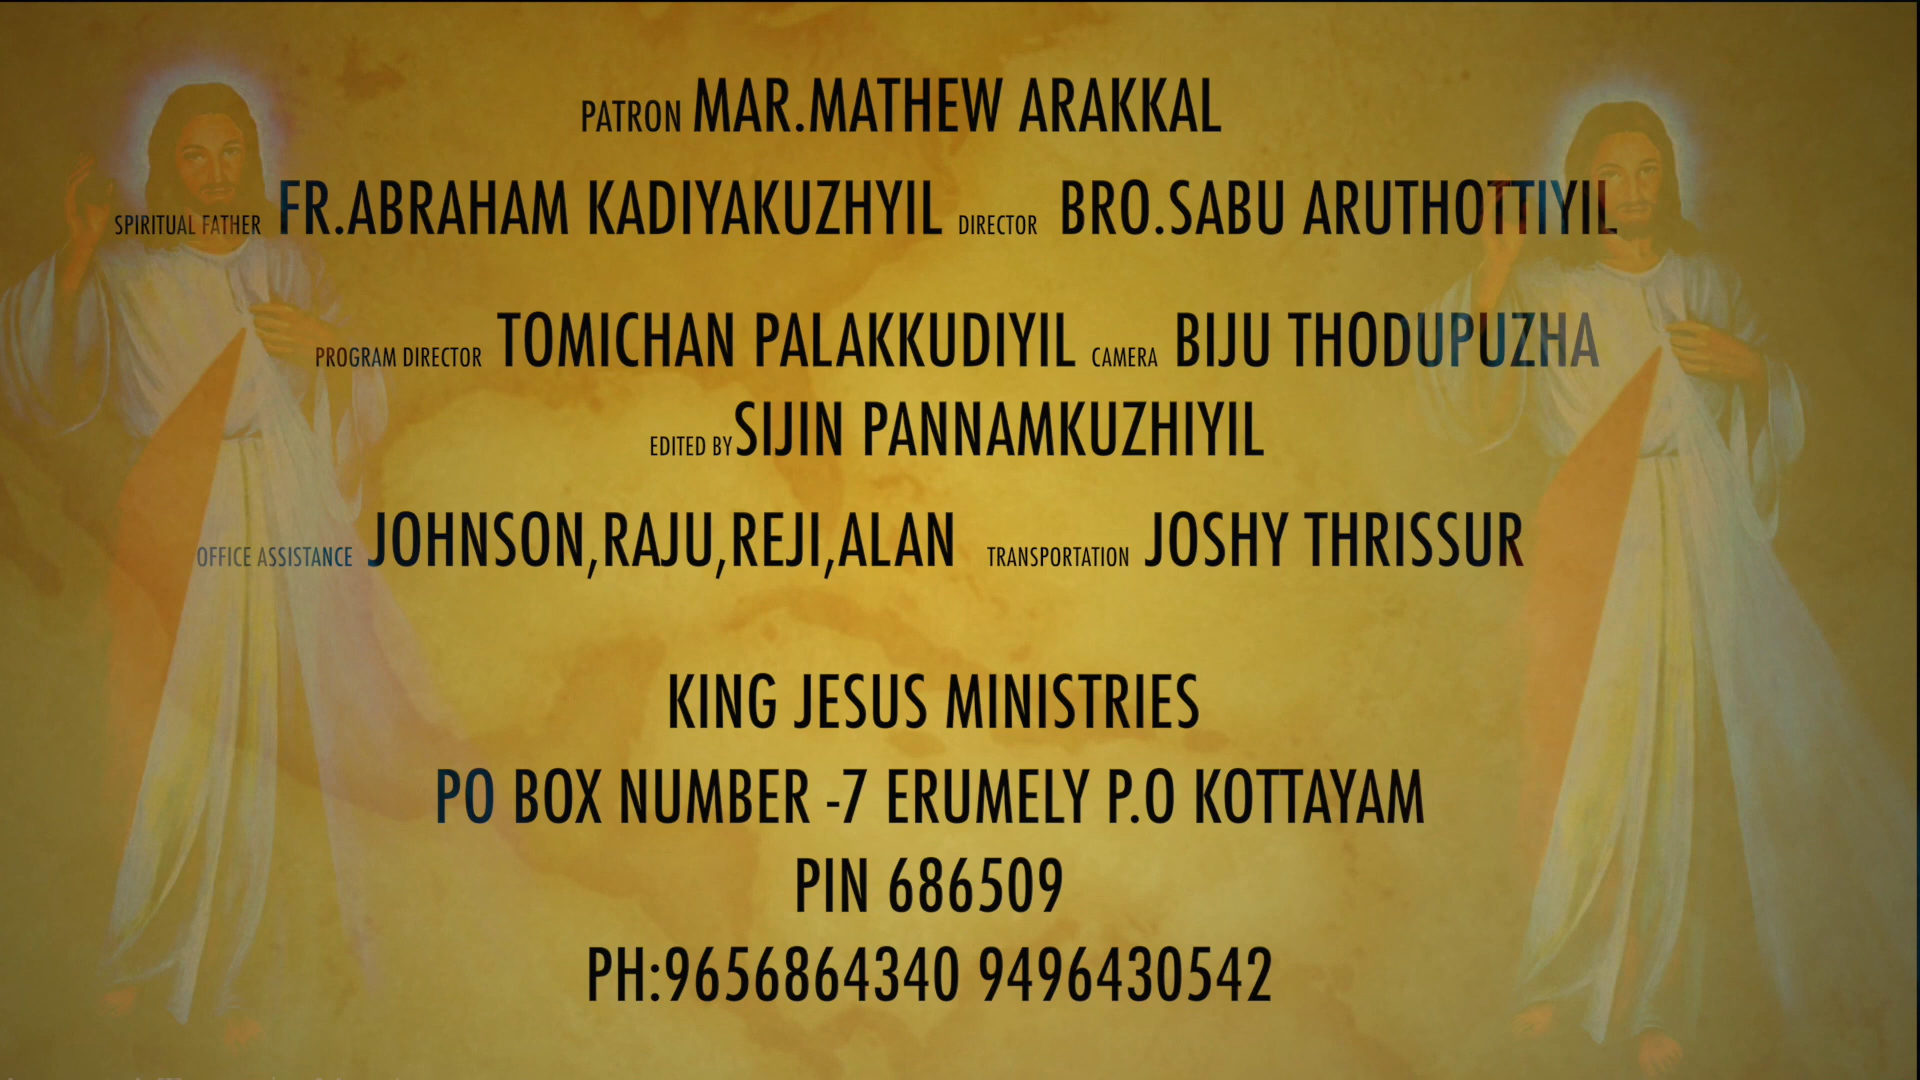 PATRON MAR.MATHEW ARAKKAL
SPIRITUAL FATHER FR.ABRAHAM KADIYAKUZHYIL DIRECTOR BRO.SABU ARUTHOTTIYIL
PROGRAM DIRECTOR TOMICHAN PALAKKUDIYIL CAMERA BIJU THODUPUZHA
EDITED BY SIJIN PANNAMKUZHIYIL
OFFICE ASSISTANCE JOHNSON,RAJU,REJI,ALAN TRANSPORTATION JOSHY THRISSUR
KING JESUS MINISTRIES
PO BOX NUMBER -7 ERUMELY P.O KOTTAYAM
PIN 686509
PH:9656864340 9496430542